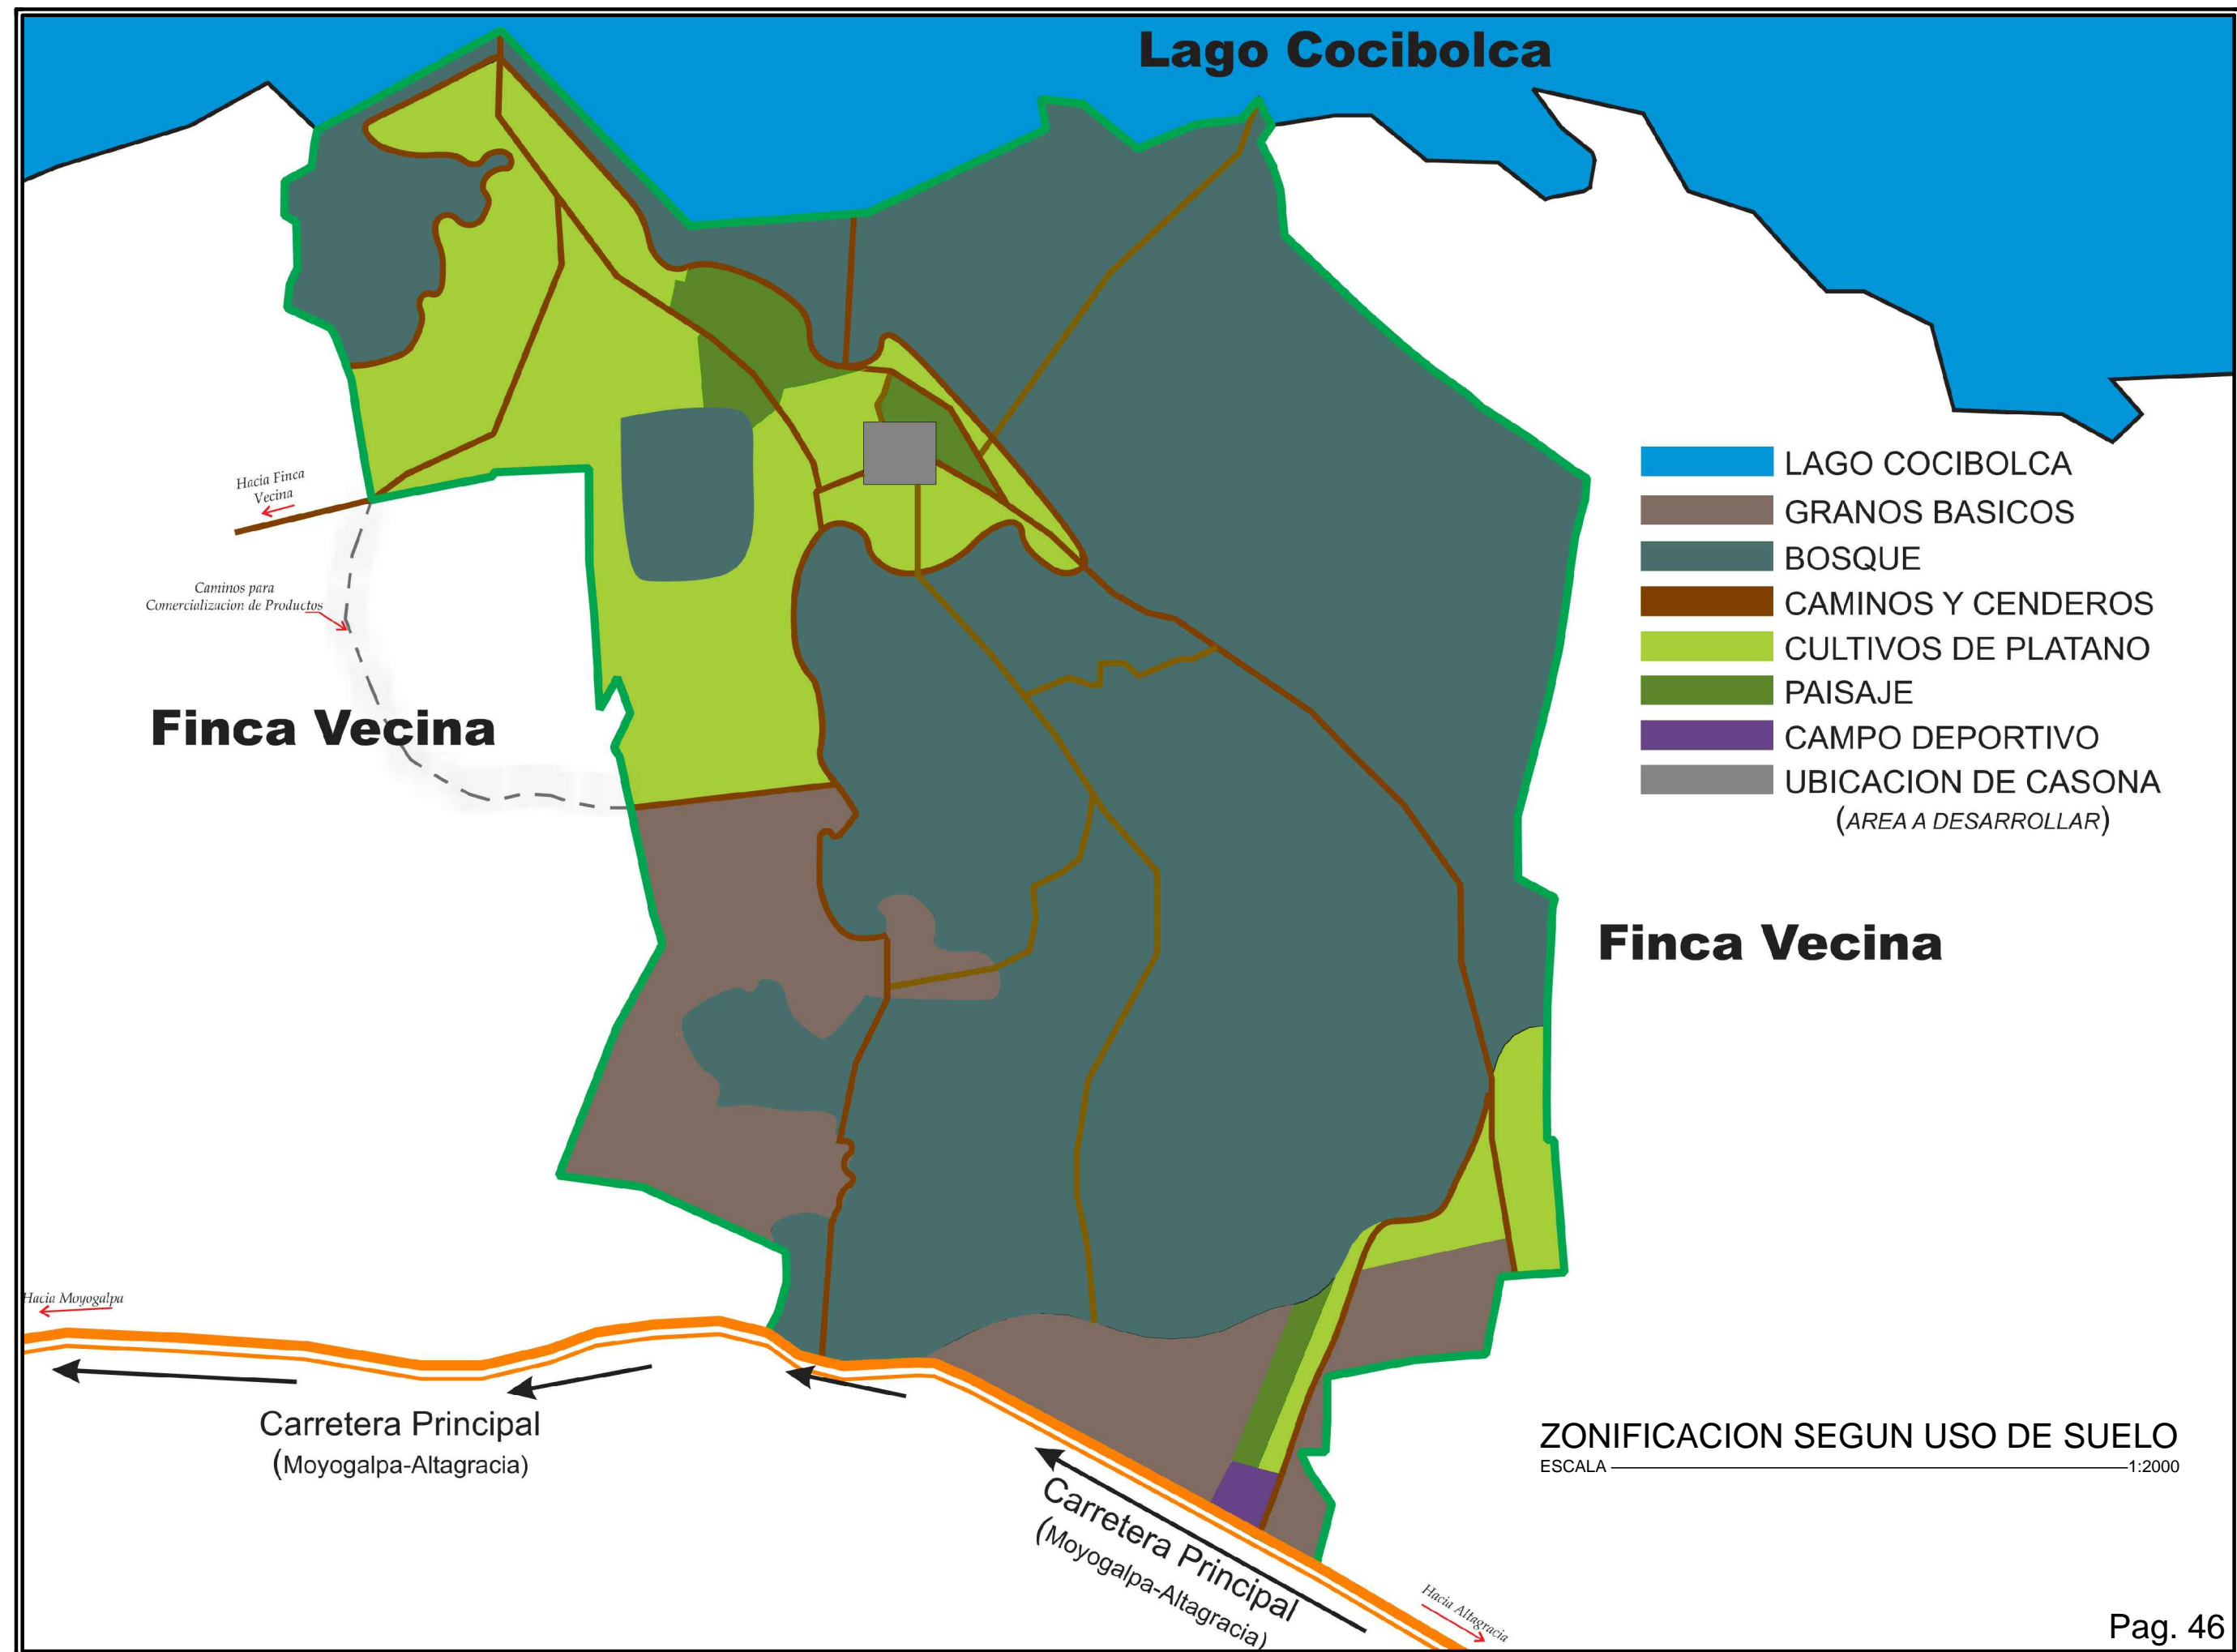 Lago Cocibolca
LAGO COCIBOLCA
GRANOS BASICOS
BOSQUE
CAMINOS Y CENDEROS
CULTIVOS DE PLATANO
PAISAJE
CAMPO DEPORTIVO
UBICACION DE CASONA
(AREA A DESARROLLAR)
Hacia Finca
Vecina
Caminos para
Comercializacion de Productos
Finca Vecina
Finca Vecina
Hacia Moyogalpa
Carretera Principal
(Moyogalpa-Altagracia)
Carretera Principal
(Moyogalpa-Altagracia)
Hacia Altagracia
ZONIFICACION SEGUN USO DE SUELO
ESCALA 1:2000
Pag. 46